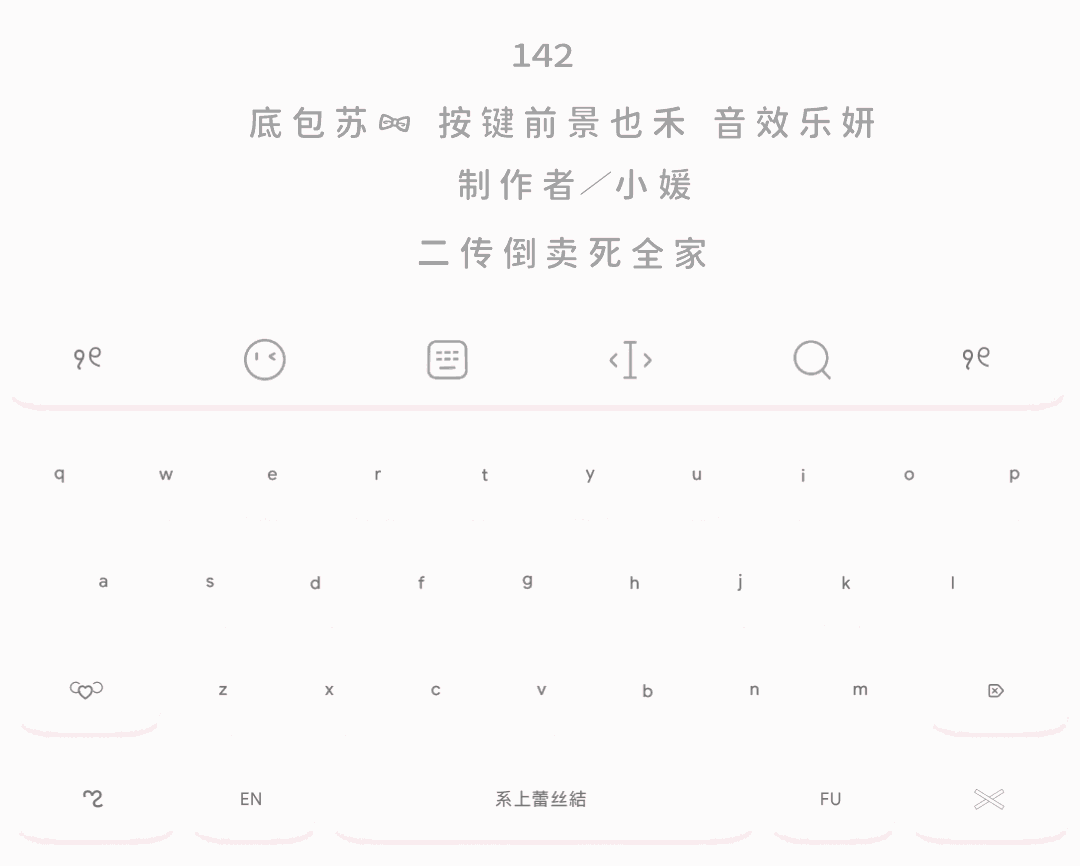 142
底包苏 按键前景也禾 音效乐妍
制作者／小媛
二传倒卖死全家
q w e r t y u i o p
a s d f g h j k l
z x c v b n m
EN 系上蕾丝結 FU